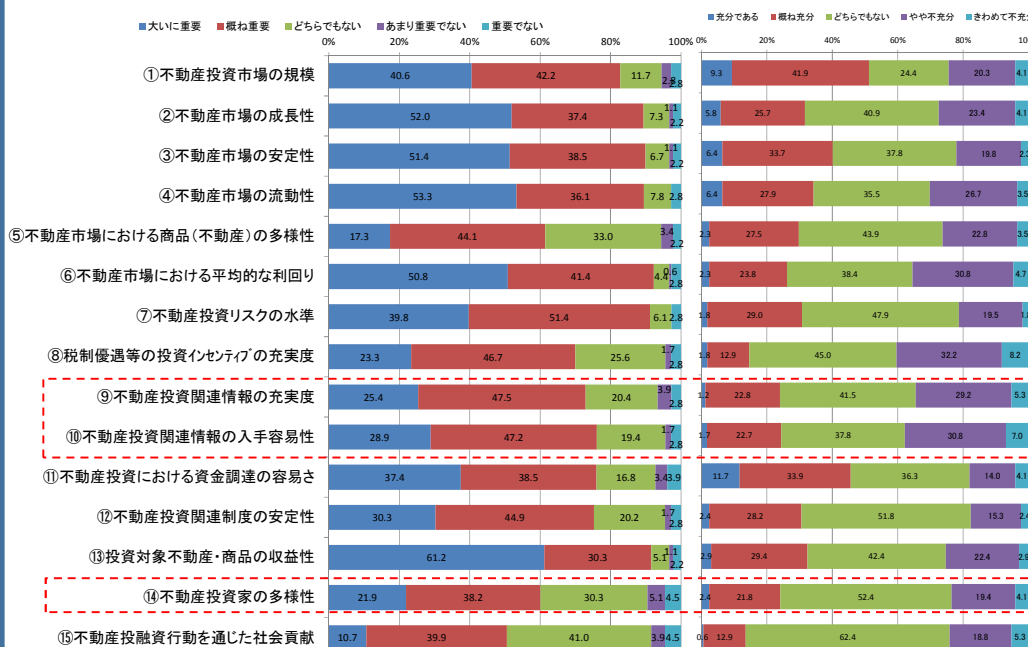 ■大いに重要 ■概ね重要 ■どちらでもない ■あまり重要でない ■重要でない
■充分である ■概ね充分 ■どちらでもない ■やや不充分 ■きわめて不充分
0% 20% 40% 60% 80% 100%
0% 20% 40% 60% 80% 100%
①不動産投資市場の規模 40.6 42.2 11.7 2.8 2.8 9.3 41.9 24.4 20.3 4.1
②不動産市場の成長性 52.0 37.4 7.3 1.1 2.2 5.8 25.7 40.9 23.4 4.1
③不動産市場の安定性 51.4 38.5 6.7 1.1 2.2 6.4 33.7 37.8 19.8 2.3
④不動産市場の流動性 53.3 36.1 7.8 2.8 6.4 27.9 35.5 26.7 3.5
⑤不動産市場における商品(不動産)の多様性 17.3 44.1 33.0 3.4 2.2 2.3 27.5 43.9 22.8 3.5
⑥不動産市場における平均的な利回り 50.8 41.4 4.4 0.6 2.8 2.3 23.8 38.4 30.8 4.7
⑦不動産投資リスクの水準 39.8 51.4 6.1 2.8 1.8 29.0 47.9 19.5 1.8
⑧税制優遇等の投資インセンティブの充実度 23.3 46.7 25.6 1.7 2.8 1.8 12.9 45.0 32.2 8.2
⑨不動産投資関連情報の充実度 25.4 47.5 20.4 3.9 2.8 1.2 22.8 41.5 29.2 5.3
⑩不動産投資関連情報の入手容易性 28.9 47.2 19.4 1.7 2.8 1.7 22.7 37.8 30.8 7.0
⑪不動産投資における資金調達の容易さ 37.4 38.5 16.8 3.4 3.9 11.7 33.9 36.3 14.0 4.1
⑫不動産投資関連制度の安定性 30.3 44.9 20.2 1.7 2.8 2.4 28.2 51.8 15.3 2.4
⑬投資対象不動産・商品の収益性 61.2 30.3 5.1 1.1 2.2 2.9 29.4 42.4 22.4 2.9
⑭不動産投資家の多様性 21.9 38.2 30.3 5.1 4.5 2.4 21.8 52.4 19.4 4.1
⑮不動産投融資行動を通じた社会貢献 10.7 39.9 41.0 3.9 4.5 0.6 12.9 62.4 18.8 5.3